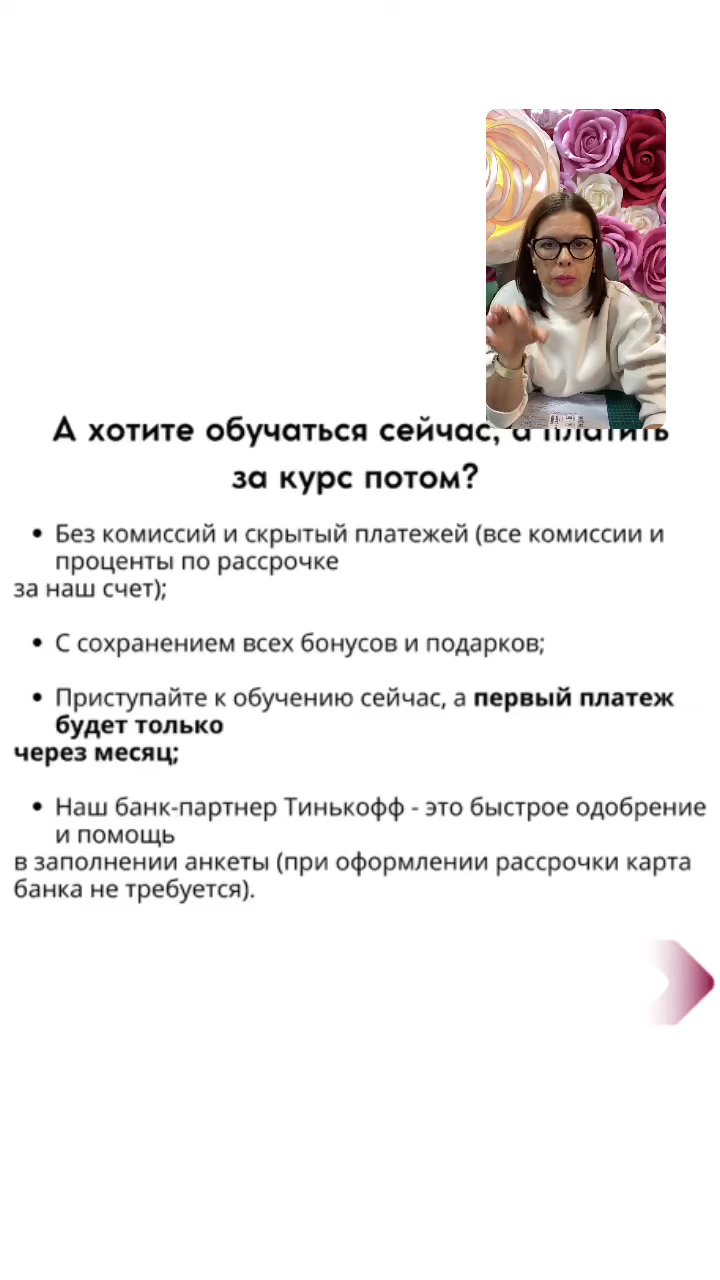 А хотите обучаться сейчас, а платить
за курс потом?
• Без комиссий и скрытый платежей (все комиссии и
проценты по рассрочке
за наш счет);
• С сохранением всех бонусов и подарков;
• Приступайте к обучению сейчас, а первый платеж
будет только
через месяц;
• Наш банк-партнер Тинькофф - это быстрое одобрение
и помощь
в заполнении анкеты (при оформлении рассрочки карта
банка не требуется).